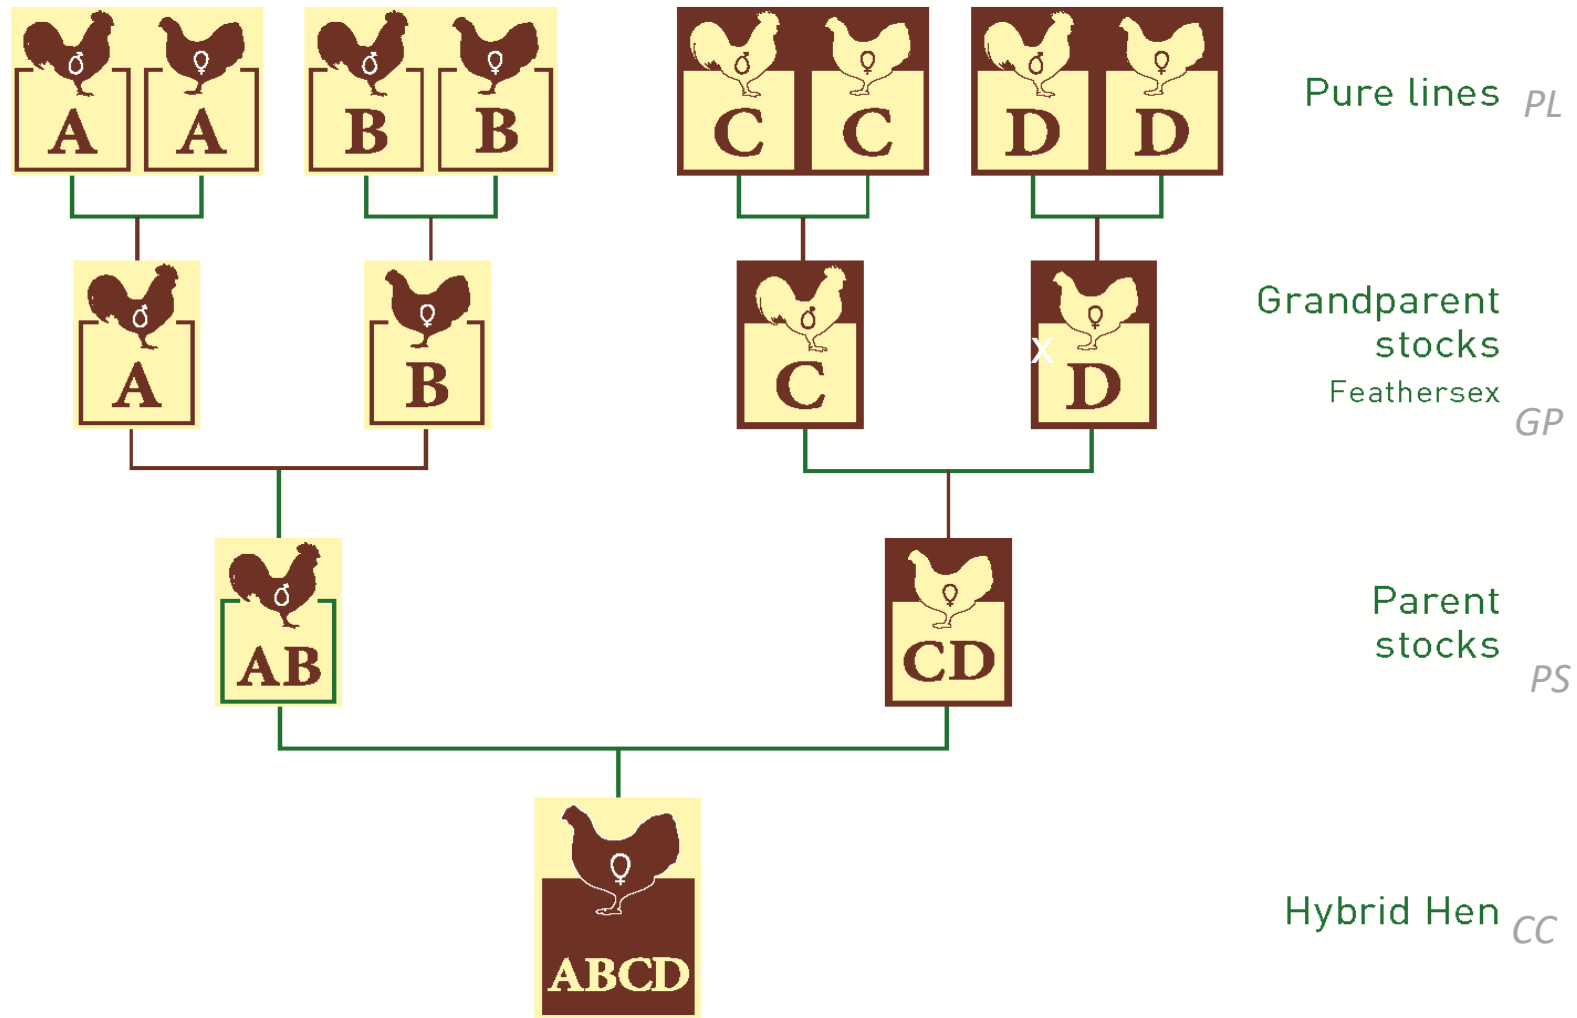 ♂ ♀ ♂ ♀ ♂ ♀ ♂ ♀
A A B B C C D D
Pure lines PL
♂ ♀ ♂ ♀
A B C X D
Grandparent
stocks
Feathersex
GP
♂ ♀
AB CD
Parent
stocks
PS
♀
ABCD
Hybrid Hen CC